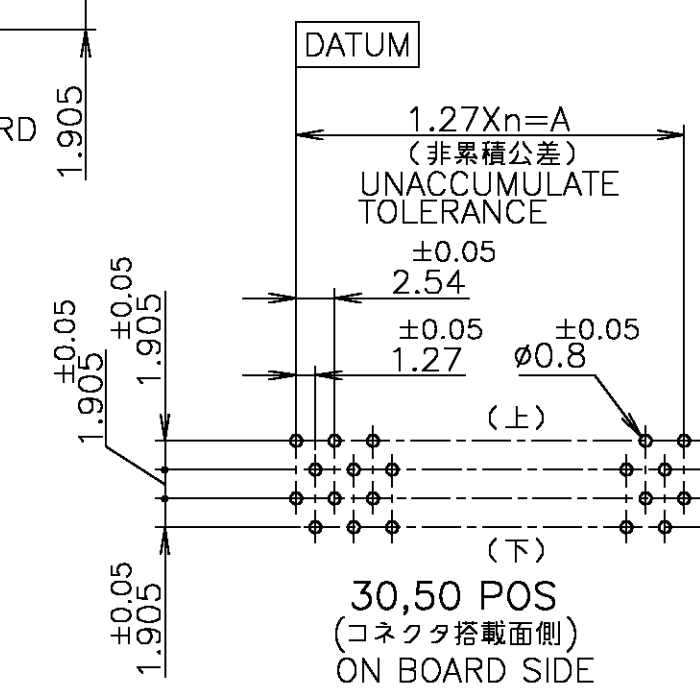 DATUM
RD
1.905
1.27Xn=A
(非累積公差)
UNACCUMULATE
TOLERANCE
±0.05
2.54
±0.05
1.27
±0.05
ø0.8
±0.05
1.905
±0.05
1.905
(上)
(下)
±0.05
1.905
30,50 POS
(コネクタ搭載面側)
ON BOARD SIDE